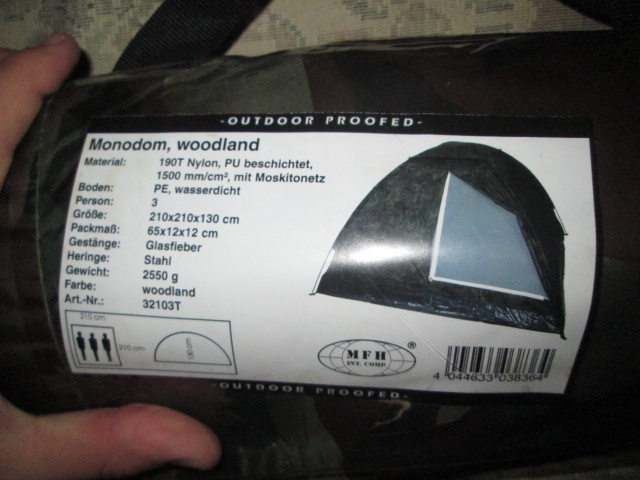 -OUTDOOR PROOFED-
Monodom, woodland
Material: 190T Nylon, PU beschichtet,
1500 mm/cm², mit Moskitonetz
Boden: PE, wasserdicht
Person: 3
Größe: 210x210x130 cm
Packmaß: 65x12x12 cm
Gestänge: Glasfieber
Heringe: Stahl
Gewicht: 2550 g
Farbe: woodland
Art.-Nr.: 32103T
210 cm
210 cm
130 cm
MFH®
INT. COMP.
4 044633 038364
-OUTDOOR PROOFED-